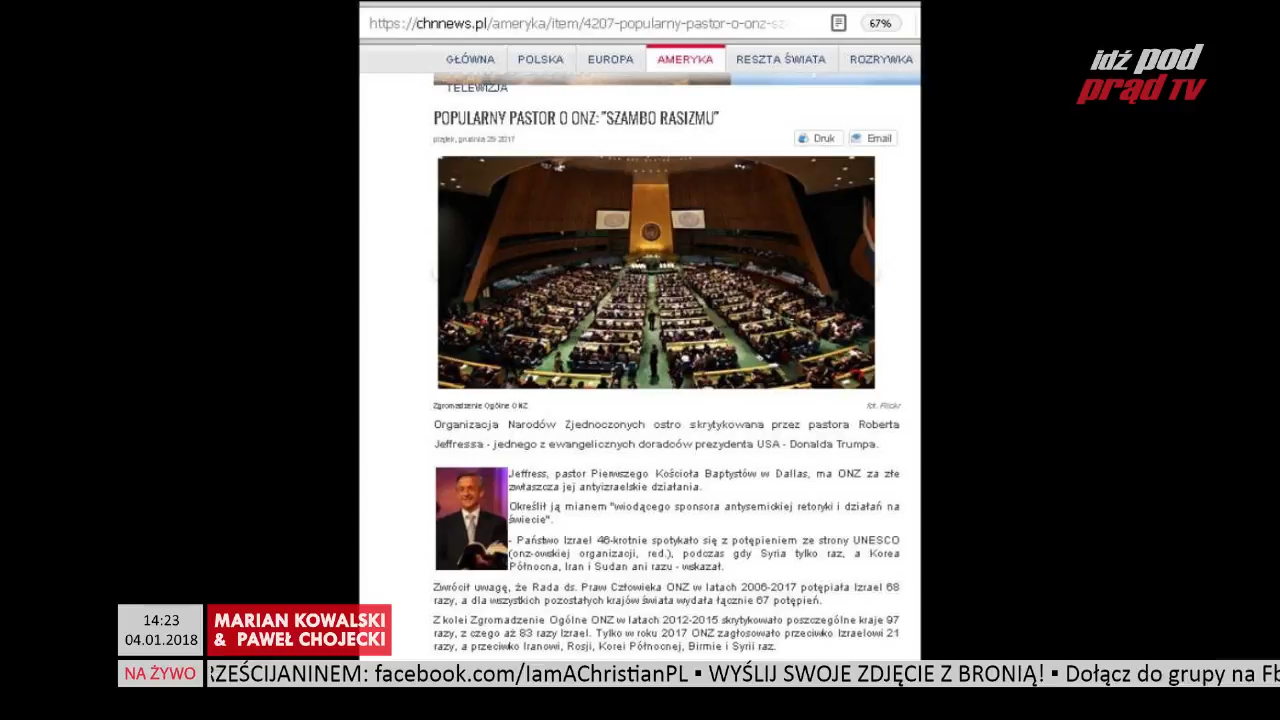 https://chnnews.pl/ameryka/item/4207-popularny-pastor-o-onz-sz
67%
GŁÓWNA POLSKA EUROPA AMERYKA RESZTA ŚWIATA ROZRYWKA
TELEWIZJA
idź pod
prąd TV
POPULARNY PASTOR O ONZ: "SZAMBO RASIZMU"
piątek, grudnia 29 2017
Druk Email
Zgromadzenie Ogólne ONZ fot. Flickr
Organizacja Narodów Zjednoczonych ostro skrytykowana przez pastora Roberta
Jeffressa - jednego z ewangelicznych doradców prezydenta USA - Donalda Trumpa.
Jeffress, pastor Pierwszego Kościoła Baptystów w Dallas, ma ONZ za złe
zwłaszcza jej antyizraelskie działania.
Określił ją mianem "wiodącego sponsora antysemickiej retoryki i działań na
świecie".
- Państwo Izrael 46-krotnie spotykało się z potępieniem ze strony UNESCO
(onz-owskiej organizacji, red.), podczas gdy Syria tylko raz, a Korea
Północna, Iran i Sudan ani razu - wskazał.
Zwrócił uwagę, że Rada ds. Praw Człowieka ONZ w latach 2006-2017 potępiała Izrael 68
razy, a dla wszystkich pozostałych krajów świata wydała łącznie 67 potępień.
Z kolei Zgromadzenie Ogólne ONZ w latach 2012-2015 skrytykowało poszczególne kraje 97
razy, z czego aż 83 razy Izrael. Tylko w roku 2017 ONZ zagłosowało przeciwko Izraelowi 21
razy, a przeciwko Iranowi, Rosji, Korei Północnej, Birmie i Syrii raz.
14:23
04.01.2018
MARIAN KOWALSKI
& PAWEŁ CHOJECKI
NA ŻYWO
RZEŚCIJANINEM: facebook.com/IamAChristianPL ▪ WYŚLIJ SWOJE ZDJĘCIE Z BRONIĄ! ▪ Dołącz do grupy na Fb